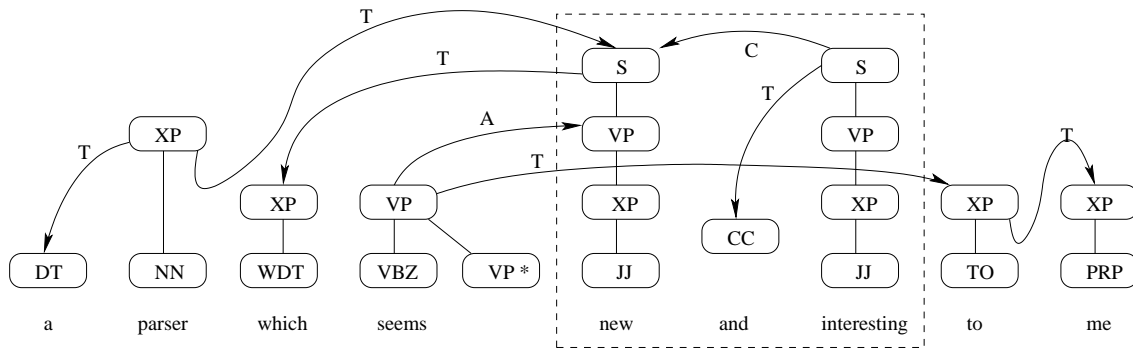 T
T C
S S
T T
XP A VP VP
T T T
XP VP XP XP XP XP
CC
DT NN WDT VBZ VP * JJ JJ TO PRP
a parser which seems new and interesting to me